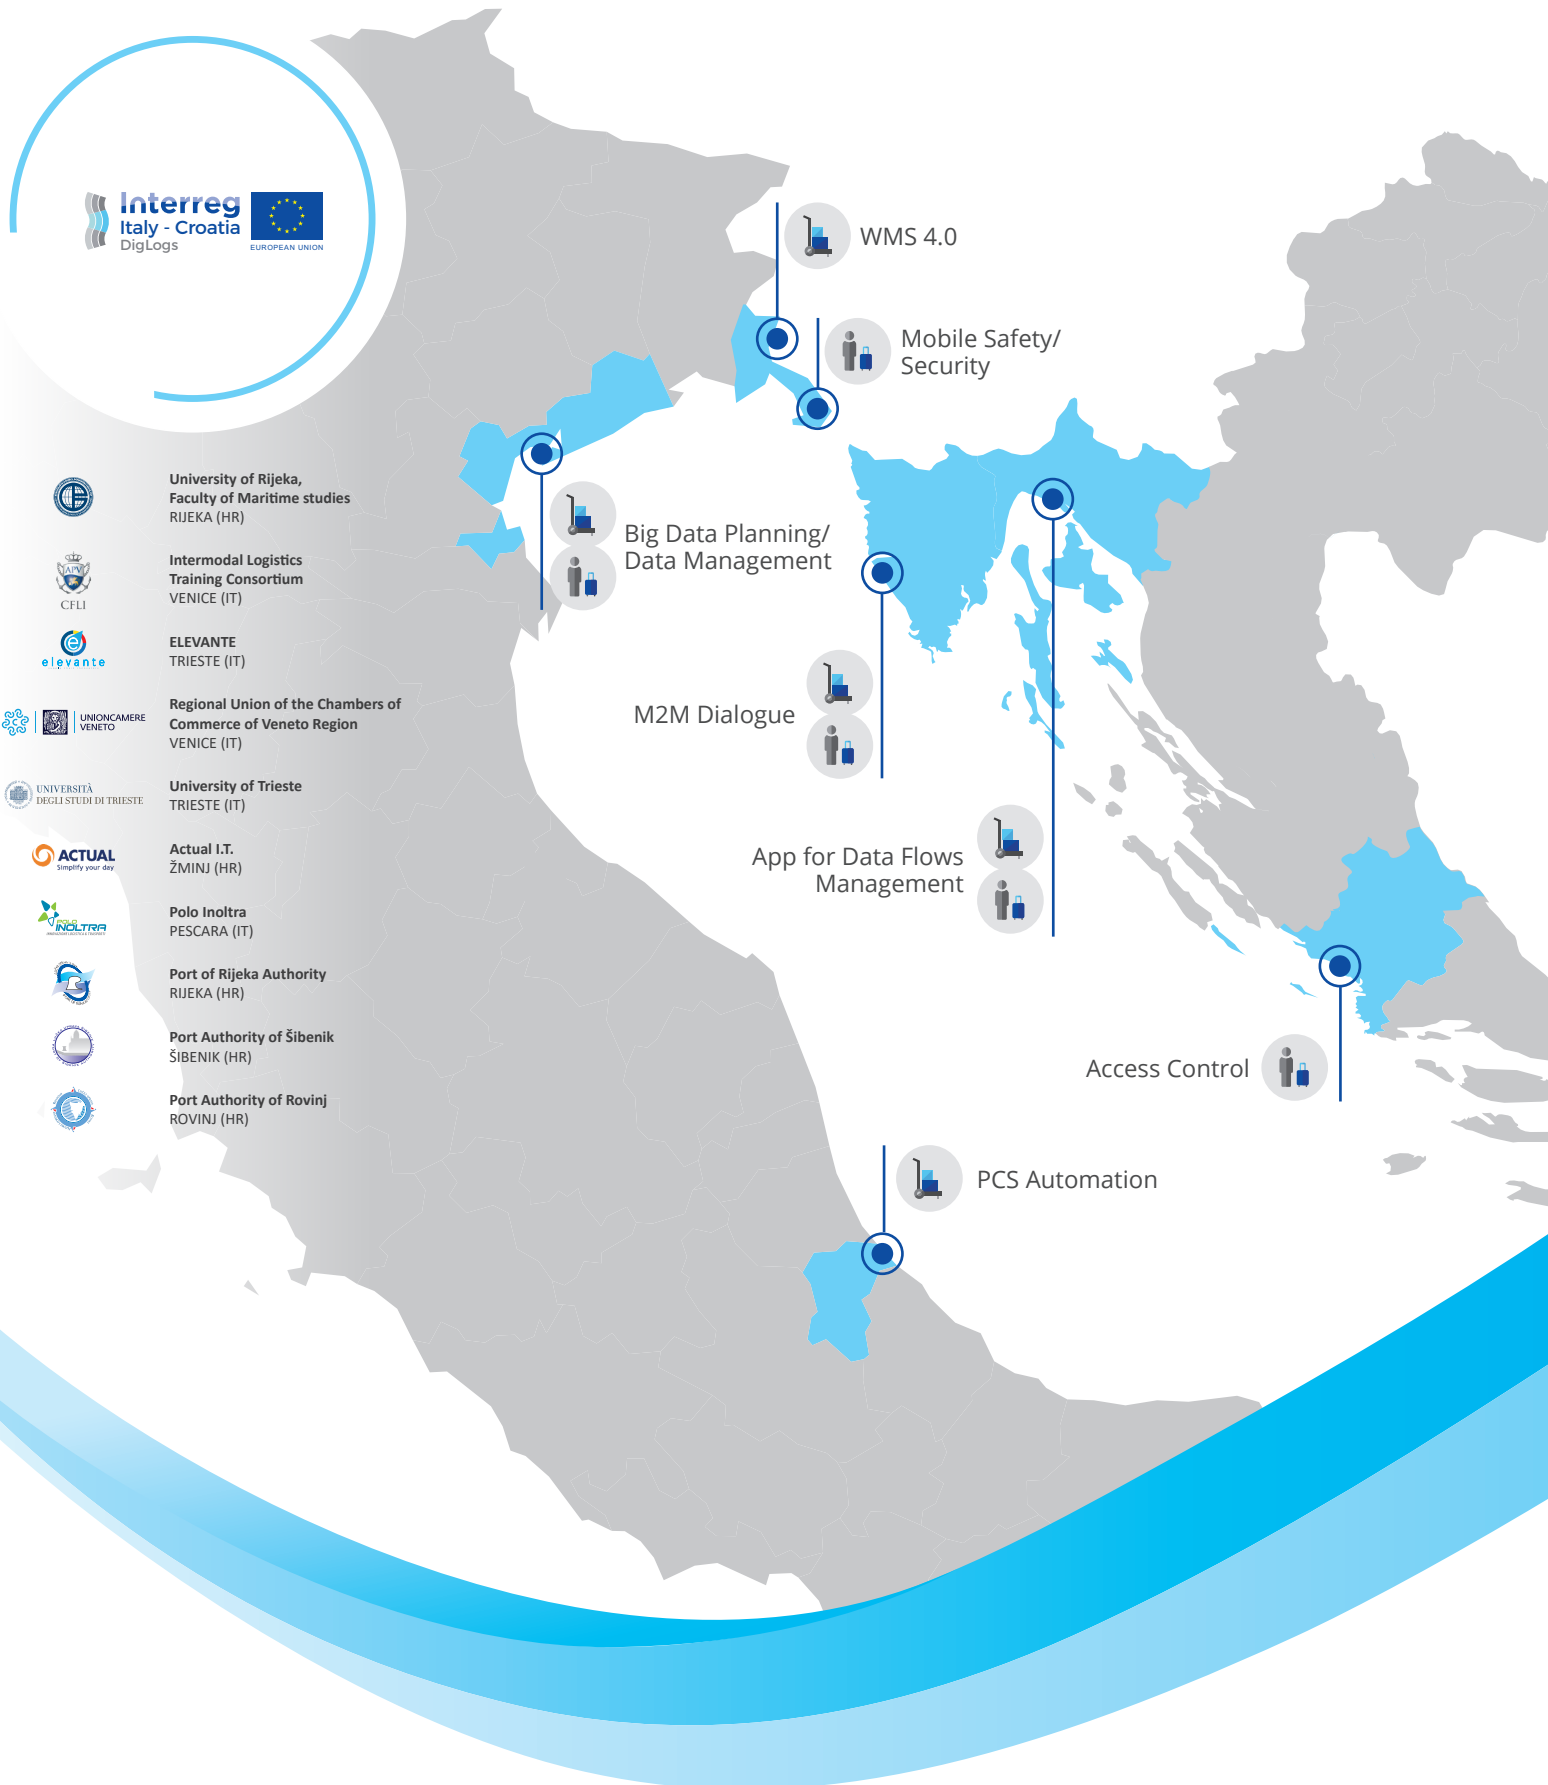 Interreg
Italy - Croatia
DigLogs
EUROPEAN UNION
WMS 4.0
Mobile Safety/
Security
Big Data Planning/
Data Management
M2M Dialogue
App for Data Flows
Management
Access Control
PCS Automation
University of Rijeka,
Faculty of Maritime studies
RIJEKA (HR)
APV
CFLI
Intermodal Logistics
Training Consortium
VENICE (IT)
elevante
ELEVANTE
TRIESTE (IT)
UNIONCAMERE
VENETO
Regional Union of the Chambers of
Commerce of Veneto Region
VENICE (IT)
UNIVERSITÀ
DEGLI STUDI DI TRIESTE
University of Trieste
TRIESTE (IT)
ACTUAL
Simplify your day
Actual I.T.
ŽMINJ (HR)
POLO
INOLTRA
Polo Inoltra
PESCARA (IT)
Port of Rijeka Authority
RIJEKA (HR)
Port Authority of Šibenik
ŠIBENIK (HR)
Port Authority of Rovinj
ROVINJ (HR)